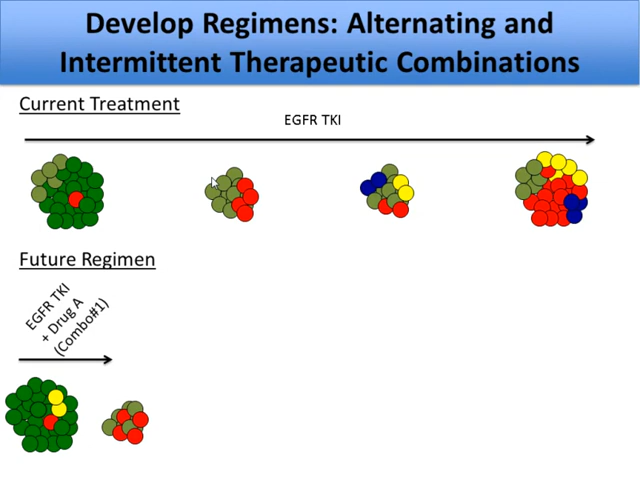 Develop Regimens: Alternating and
Intermittent Therapeutic Combinations
Current Treatment
EGFR TKI
Future Regimen
EGFR TKI
+ Drug A
(Combo#1)